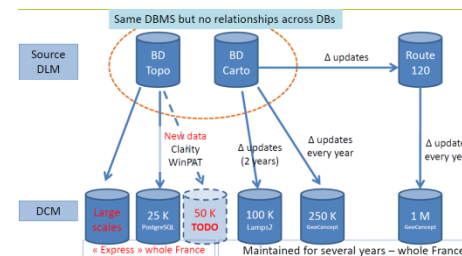 Same DBMS but no relationships across DBs
Source
DLM
BD
Topo
BD
Carto
Δ updates
Route
120
New data
Clarity
WinPAT
Δ updates
(2 years)
Δ updates
every year
Δ updat
every ye
DCM
Large
scales
25 K
PostgreSQL
50 K
TODO
100 K
Lamps2
250 K
GeoConcept
1 M
GeoConcept
« Express » whole France
Maintained for several years – whole France